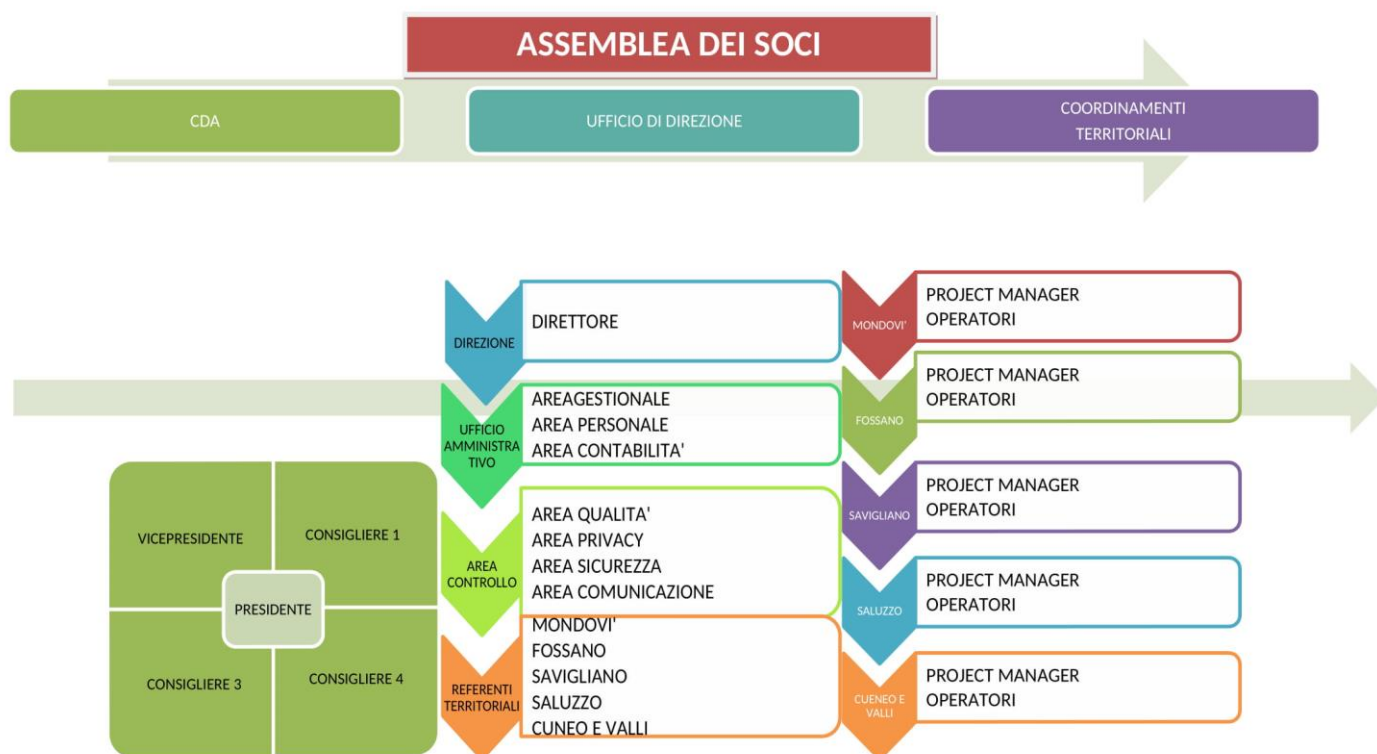 ASSEMBLEA DEI SOCI
CDA
UFFICIO DI DIREZIONE
COORDINAMENTI
TERRITORIALI
VICEPRESIDENTE
CONSIGLIERE 1
PRESIDENTE
CONSIGLIERE 3
CONSIGLIERE 4
DIREZIONE
DIRETTORE
UFFICIO
AMMINISTRA
TIVO
AREAGESTIONALE
AREA PERSONALE
AREA CONTABILITA'
AREA
CONTROLLO
AREA QUALITA'
AREA PRIVACY
AREA SICUREZZA
AREA COMUNICAZIONE
REFERENTI
TERRITORIALI
MONDOVI'
FOSSANO
SAVIGLIANO
SALUZZO
CUNEO E VALLI
MONDOVI'
PROJECT MANAGER
OPERATORI
FOSSANO
PROJECT MANAGER
OPERATORI
SAVIGLIANO
PROJECT MANAGER
OPERATORI
SALUZZO
PROJECT MANAGER
OPERATORI
CUENEO E
VALLI
PROJECT MANAGER
OPERATORI